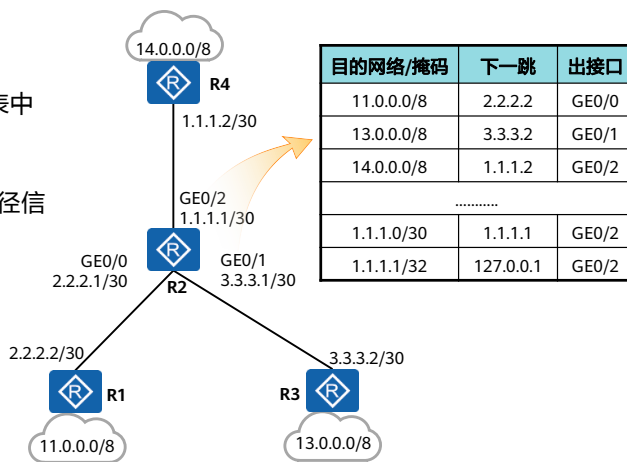 表中
径信
14.0.0.0/8
R4
1.1.1.2/30
GE0/2
1.1.1.1/30
GE0/0
2.2.2.1/30
R2
GE0/1
3.3.3.1/30
2.2.2.2/30
R1
11.0.0.0/8
3.3.3.2/30
R3
13.0.0.0/8
目的网络/掩码 下一跳 出接口
11.0.0.0/8 2.2.2.2 GE0/0
13.0.0.0/8 3.3.3.2 GE0/1
14.0.0.0/8 1.1.1.2 GE0/2
...........
1.1.1.0/30 1.1.1.1 GE0/2
1.1.1.1/32 127.0.0.1 GE0/2
R
R
R
R